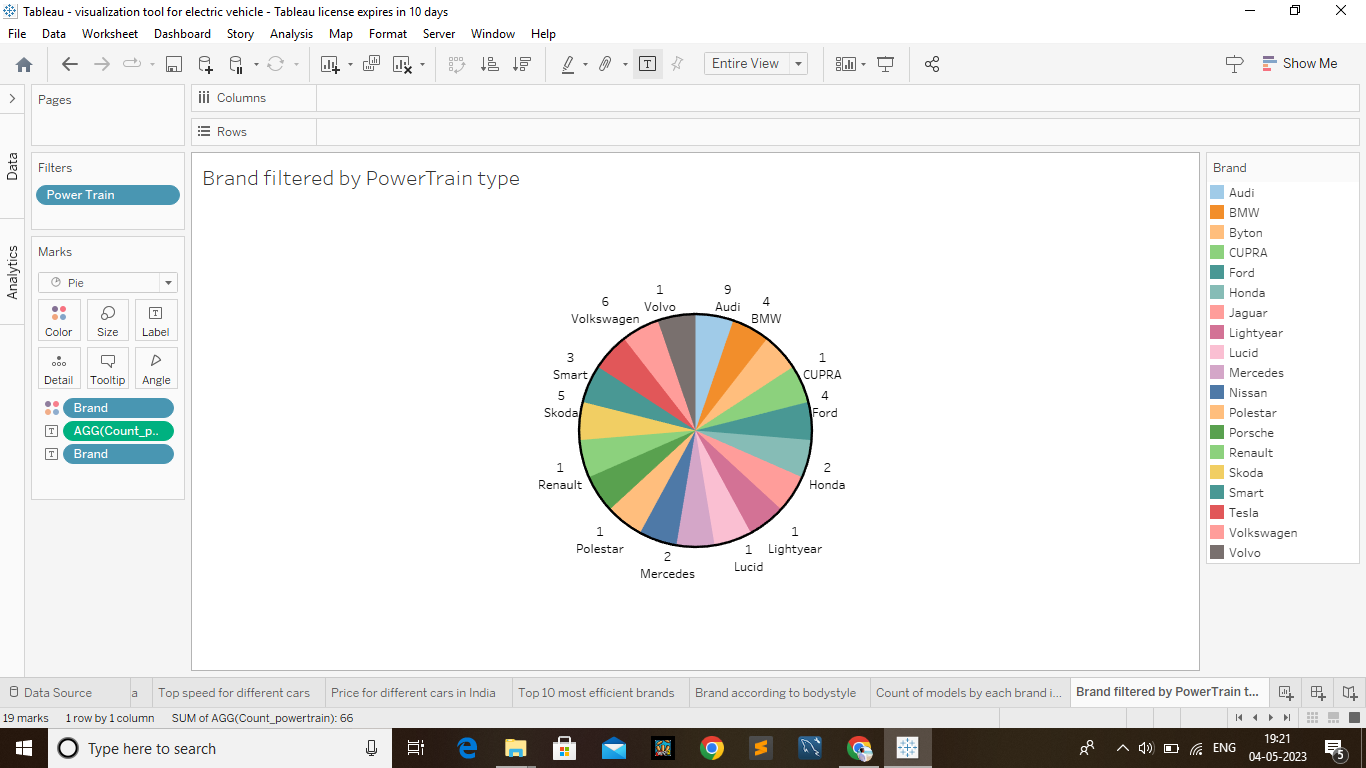 Tableau - visualization tool for electric vehicle - Tableau license expires in 10 days
File Data Worksheet Dashboard Story Analysis Map Format Server Window Help
Entire View
Show Me
Data
Analytics
Pages
Filters
Power Train
Marks
Pie
Color Size Label
Detail Tooltip Angle
Brand
AGG(Count_p..
Brand
Columns
Rows
Brand filtered by PowerTrain type
9
Audi
4
BMW
1
CUPRA
4
Ford
2
Honda
1
Lightyear
1
Lucid
2
Mercedes
1
Polestar
1
Renault
5
Skoda
3
Smart
6
Volkswagen
1
Volvo
Brand
Audi
BMW
Byton
CUPRA
Ford
Honda
Jaguar
Lightyear
Lucid
Mercedes
Nissan
Polestar
Porsche
Renault
Skoda
Smart
Tesla
Volkswagen
Volvo
Data Source a Top speed for different cars Price for different cars in India Top 10 most efficient brands Brand according to bodystyle Count of models by each brand i... Brand filtered by PowerTrain t...
19 marks 1 row by 1 column SUM of AGG(Count_powertrain): 66
Type here to search
ENG
19:21
04-05-2023
5